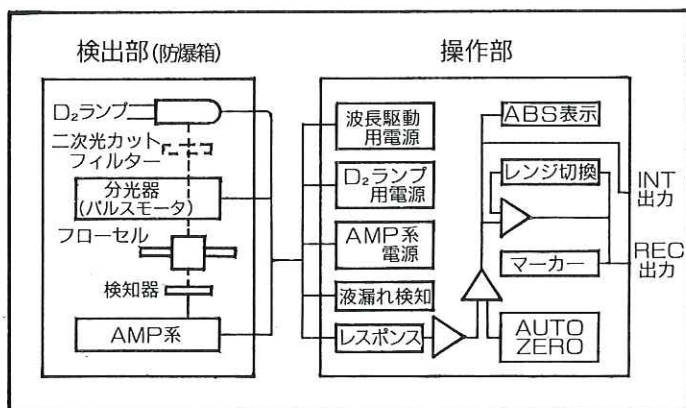 検出部(防爆箱)
D₂ランプ
二次光カット
フィルター
分光器
(パルスモータ)
フローセル
検知器
AMP系
操作部
波長駆動
用電源
D₂ランプ
用電源
AMP系
電源
液漏れ検知
レスポンス
ABS表示
レンジ切換
マーカー
AUTO
ZERO
INT
出力
REC
出力